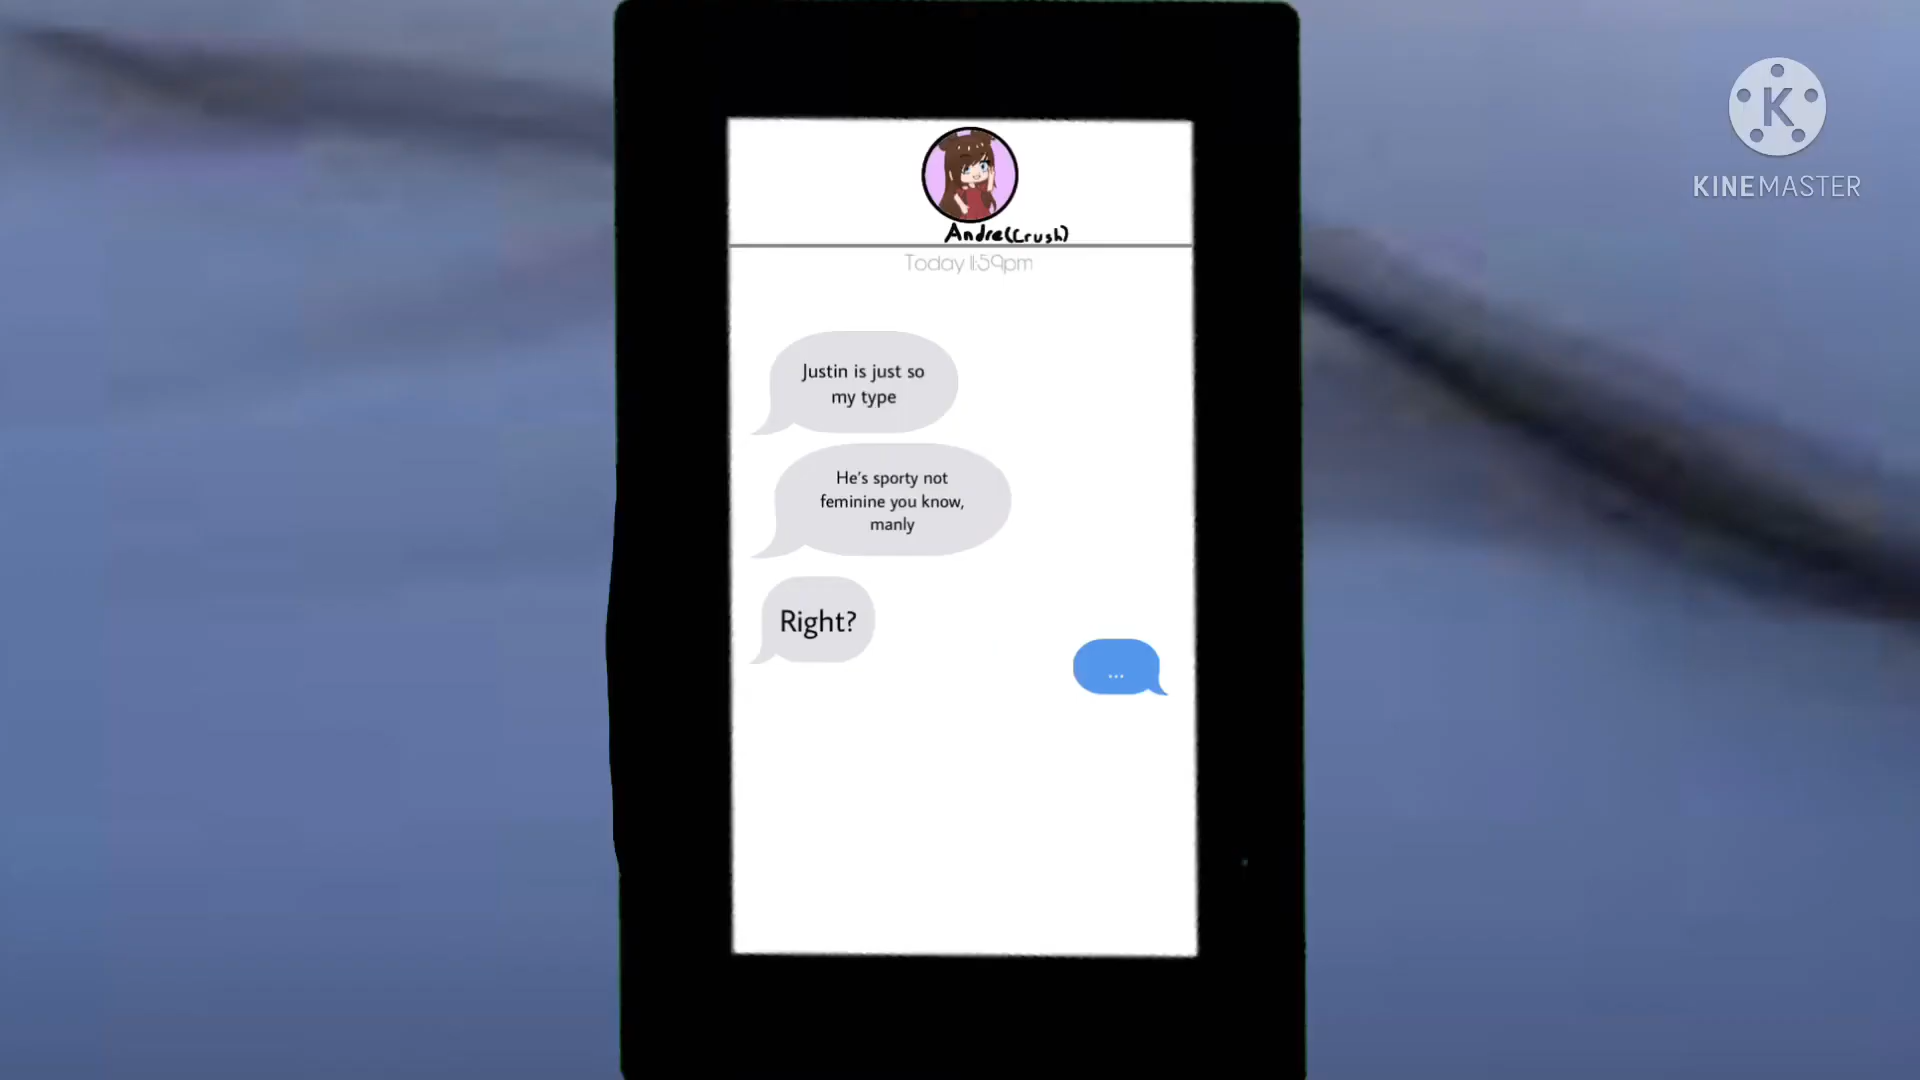 K
KINEMASTER
Andre(Crush)
Today 11:59pm
Justin is just so
my type
He's sporty not
feminine you know,
manly
Right?
...